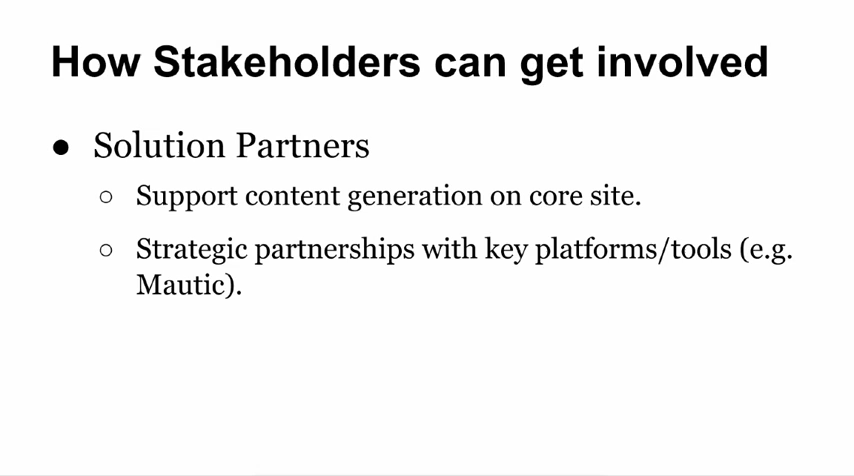 How Stakeholders can get involved
● Solution Partners
○ Support content generation on core site.
○ Strategic partnerships with key platforms/tools (e.g.
Mautic).